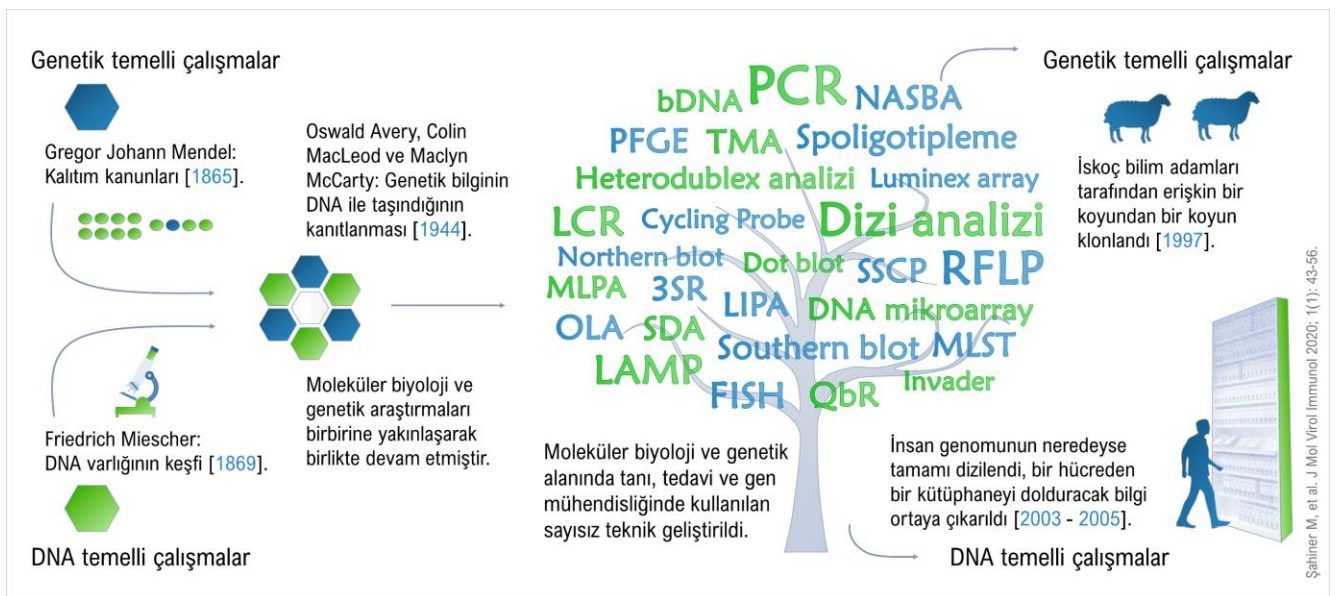 Genetik temelli çalışmalar
Gregor Johann Mendel:
Kalıtım kanunları [1865].
Oswald Avery, Colin
MacLeod ve Maclyn
McCarty: Genetik bilginin
DNA ile taşındığının
kanıtlanması [1944].
Moleküler biyoloji ve
genetik araştırmaları
birbirine yakınlaşarak
birlikte devam etmiştir.
Friedrich Miescher:
DNA varlığının keşfi [1869].
DNA temelli çalışmalar
bDNA PCR NASBA
PFGE TMA Spoligotipleme
Heterodublex analizi Luminex array
LCR Cycling Probe Dizi analizi
Northern blot Dot blot SSCP RFLP
MLPA 3SR LIPA DNA mikroarray
OLA SDA Southern blot MLST
LAMP FISH QbR Invader
Moleküler biyoloji ve genetik
alanında tanı, tedavi ve gen
mühendisliğinde kullanılan
sayısız teknik geliştirildi.
Genetik temelli çalışmalar
İskoç bilim adamları
tarafından erişkin bir
koyundan bir koyun
klonlandı [1997].
İnsan genomunun neredeyse
tamamı dizilendi, bir hücreden
bir kütüphaneyi dolduracak bilgi
ortaya çıkarıldı [2003 - 2005].
DNA temelli çalışmalar
Şahiner M, et al. J Mol Virol Immunol 2020; 1(1): 43-56.